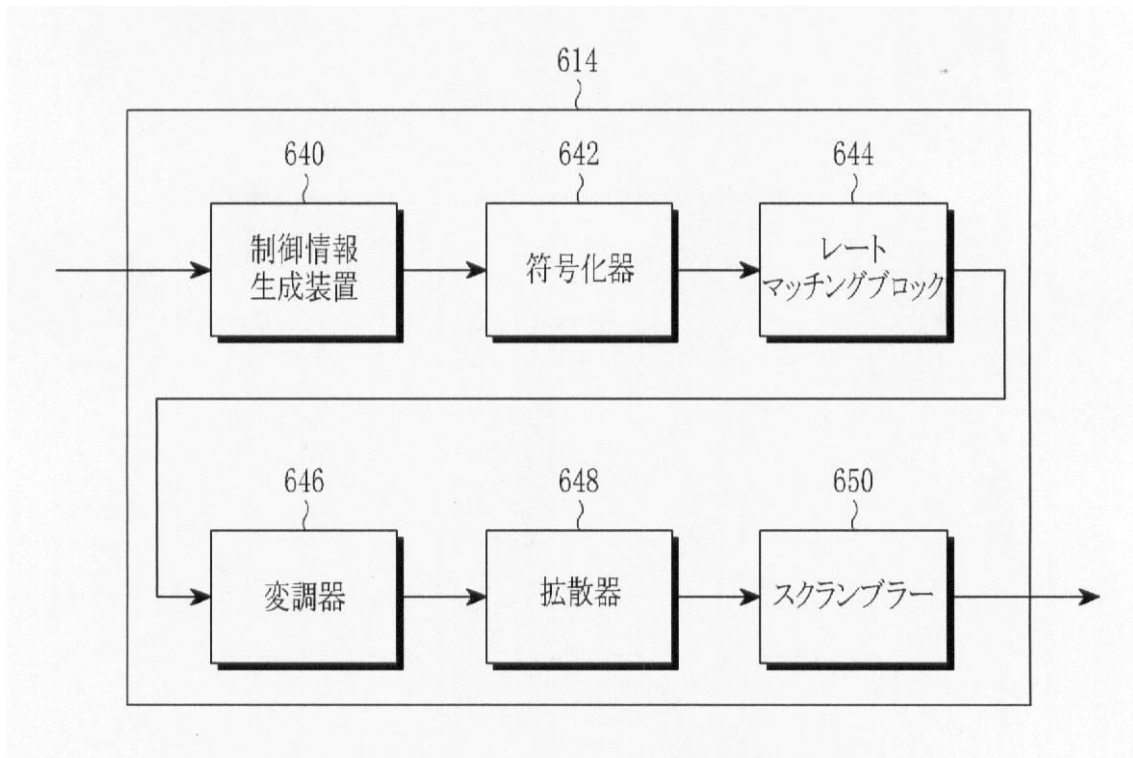 614
640
642
644
制御情報
生成装置
符号化器
レート
マッチングブロック
646
648
650
変調器
拡散器
スクランブラー